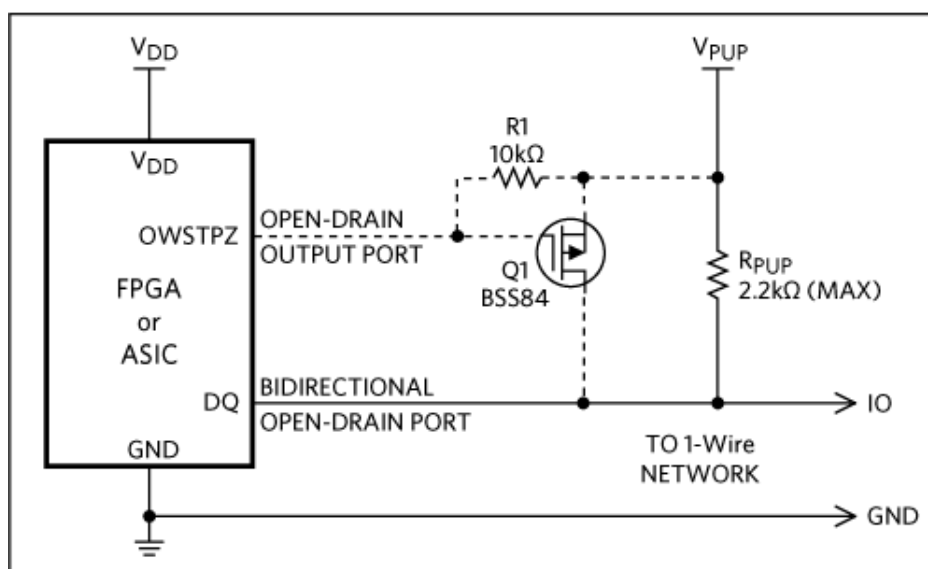 VDD
VPUP
R1
10kΩ
VDD
OWSTPZ
OPEN-DRAIN
OUTPUT PORT
Q1
BSS84
RPUP
2.2kΩ (MAX)
FPGA
or
ASIC
DQ
BIDIRECTIONAL
OPEN-DRAIN PORT
IO
GND
TO 1-Wire
NETWORK
GND